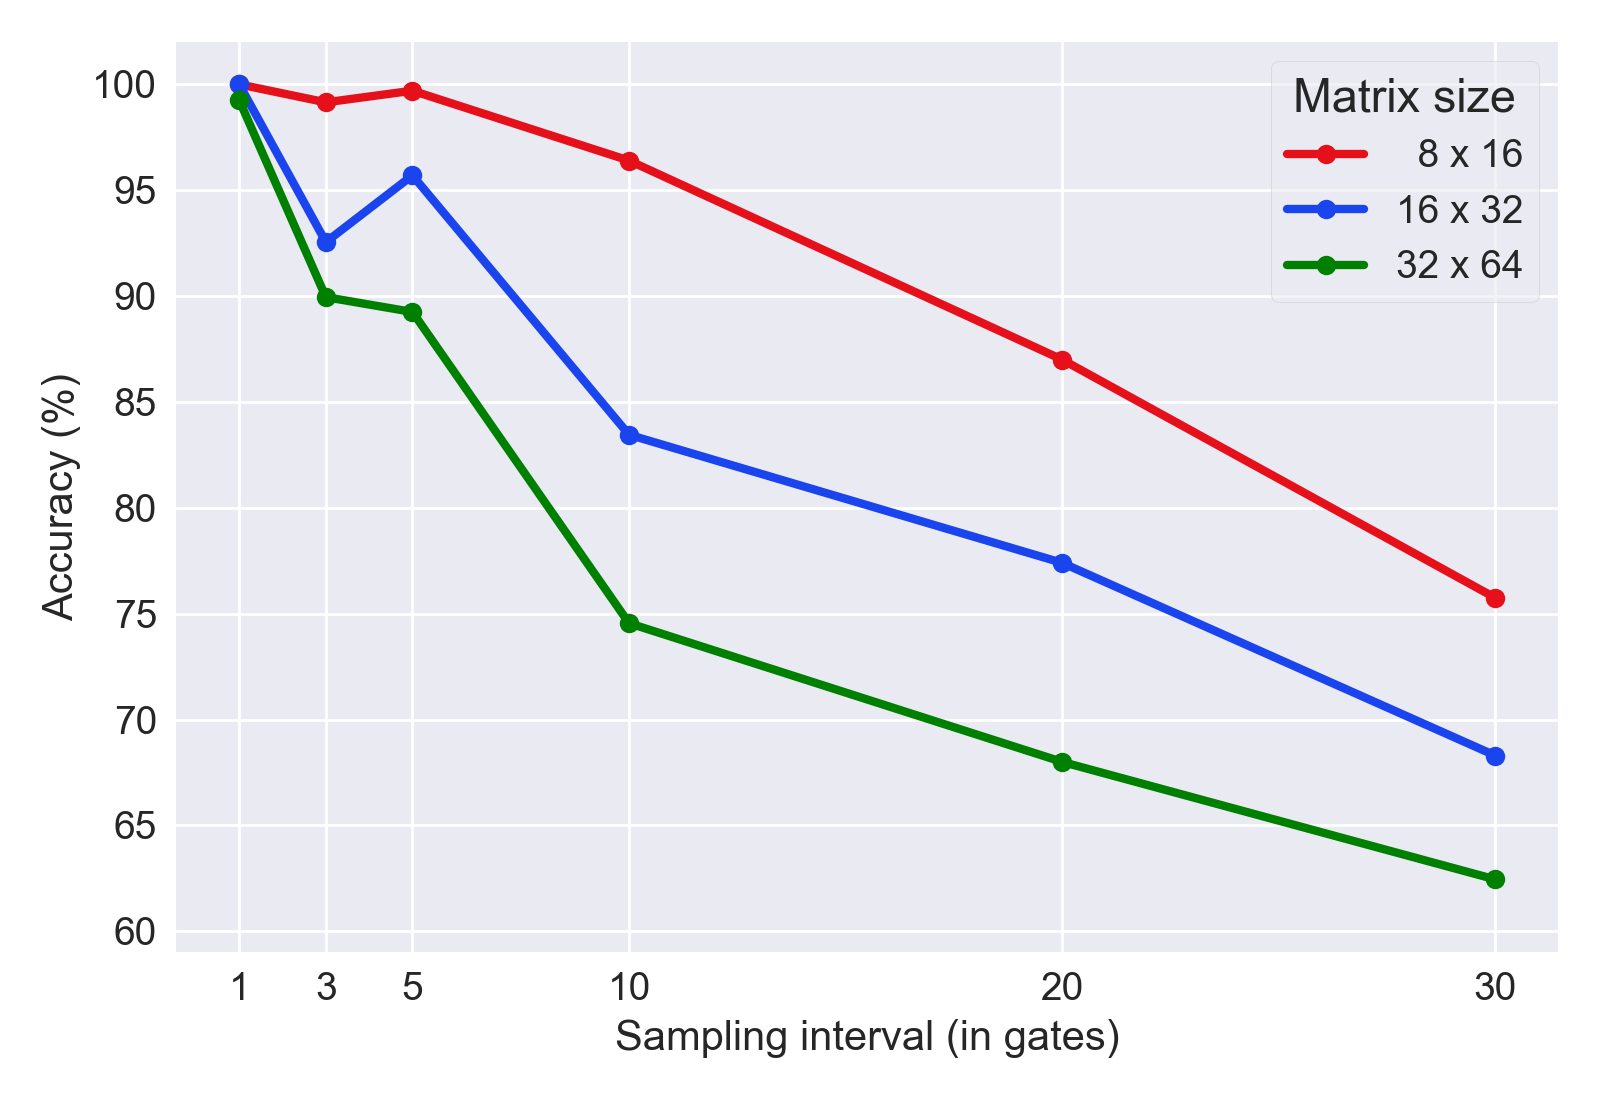 Matrix size
8 x 16
16 x 32
32 x 64
Accuracy (%)
100
95
90
85
80
75
70
65
60
1 3 5 10 20 30
Sampling interval (in gates)